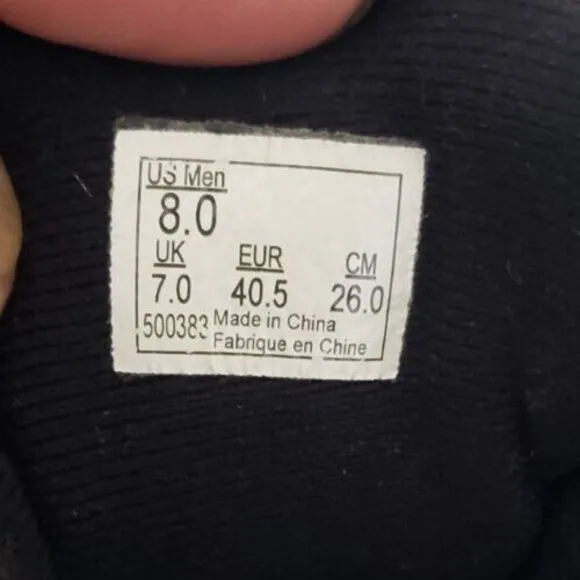 US Men
8.0
UK EUR CM
7.0 40.5 26.0
500383 Made in China
Fabrique en Chine